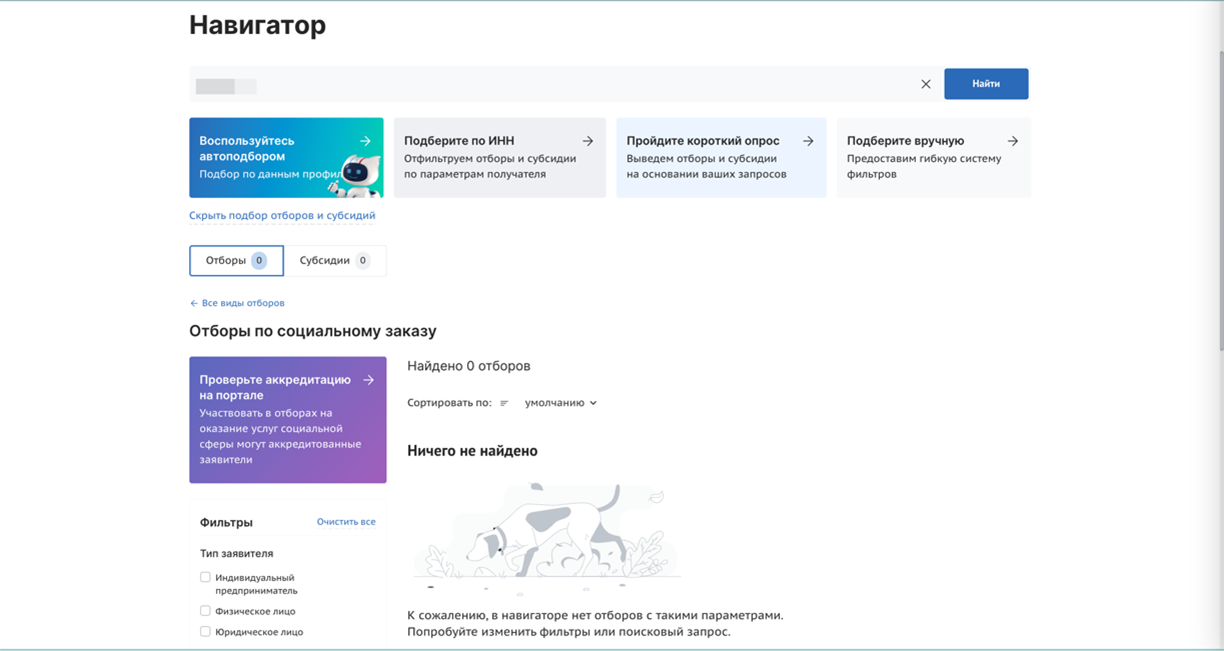 Навигатор
Найти
Воспользуйтесь
автоподбором
Подбор по данным
Подберите по ИНН
Отфильтруем отборы и субсидии
по параметрам получателя
Пройдите короткий опрос
Выведем отборы и субсидии
на основании ваших запросов
Подберите вручную
Предоставим гибкую систему
фильтров
Скрыть подбор отборов и субсидий
Отборы 0
Субсидии 0
← Все виды отборов
Отборы по социальному заказу
Проверьте аккредитацию
на портале
Участвовать в отборах на
оказание услуг социальной
сферы могут аккредитованные
заявители
Найдено 0 отборов
Сортировать по: умолчанию
Ничего не найдено
Фильтры
Очистить все
Тип заявителя
Индивидуальный
предприниматель
Физическое лицо
Юридическое лицо
К сожалению, в навигаторе нет отборов с такими параметрами.
Попробуйте изменить фильтры или поисковый запрос.